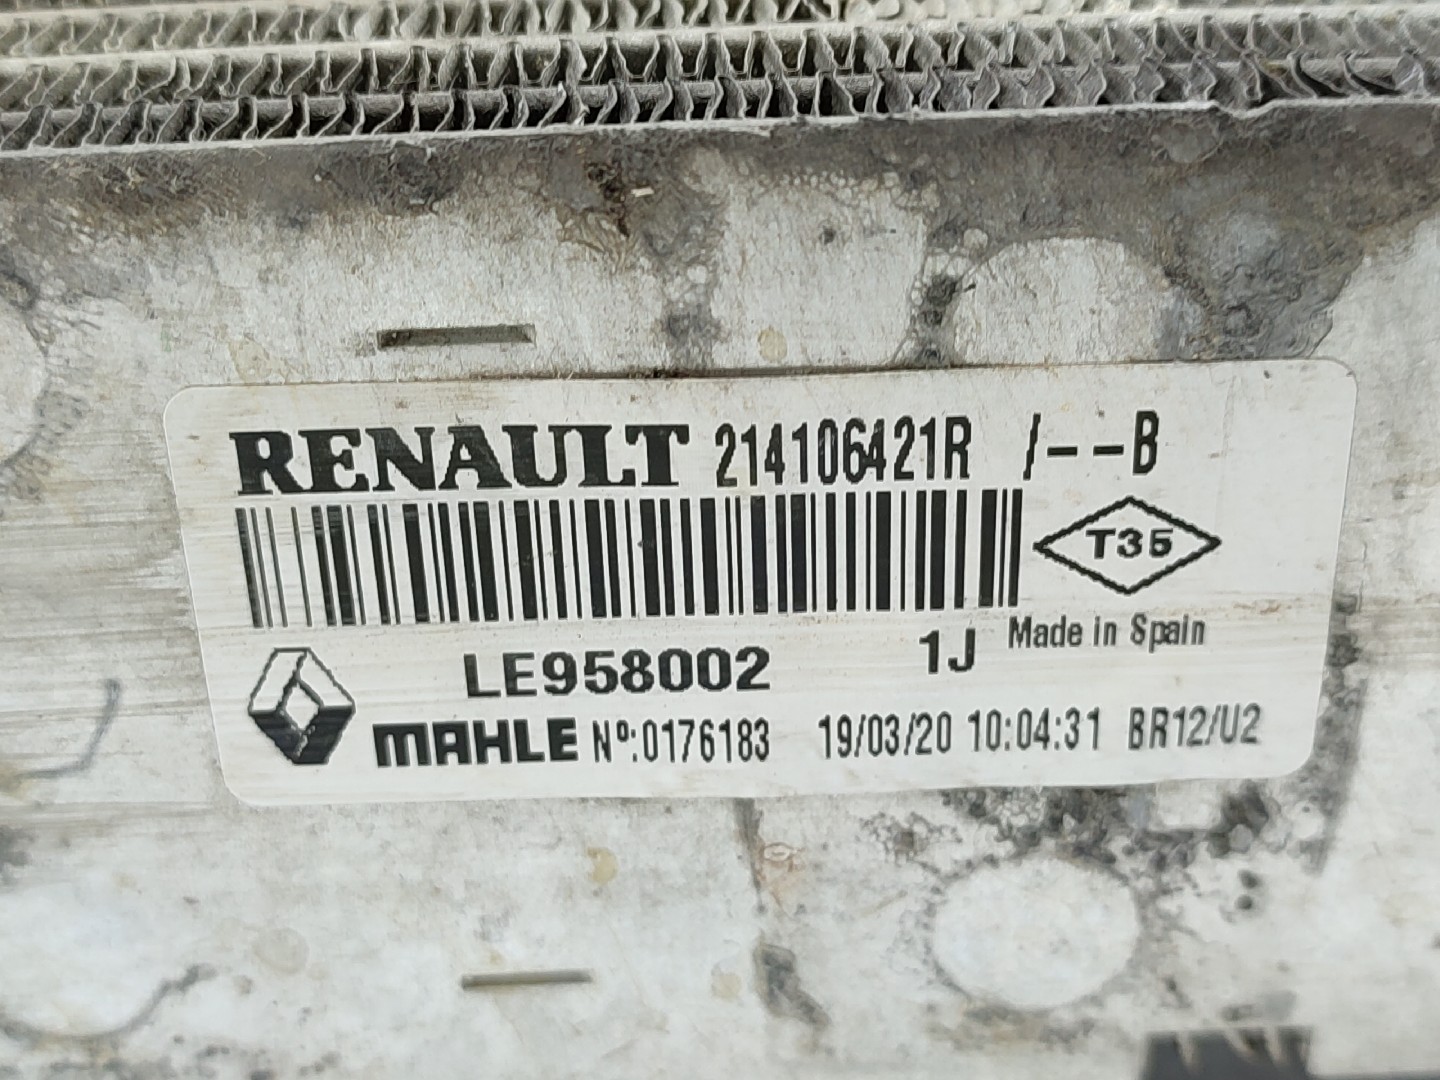 RENAULT 214106421R /--B
T35
LE958002 1J Made in Spain
MAHLE Nº:0176183 19/03/20 10:04:31 BR12/U2